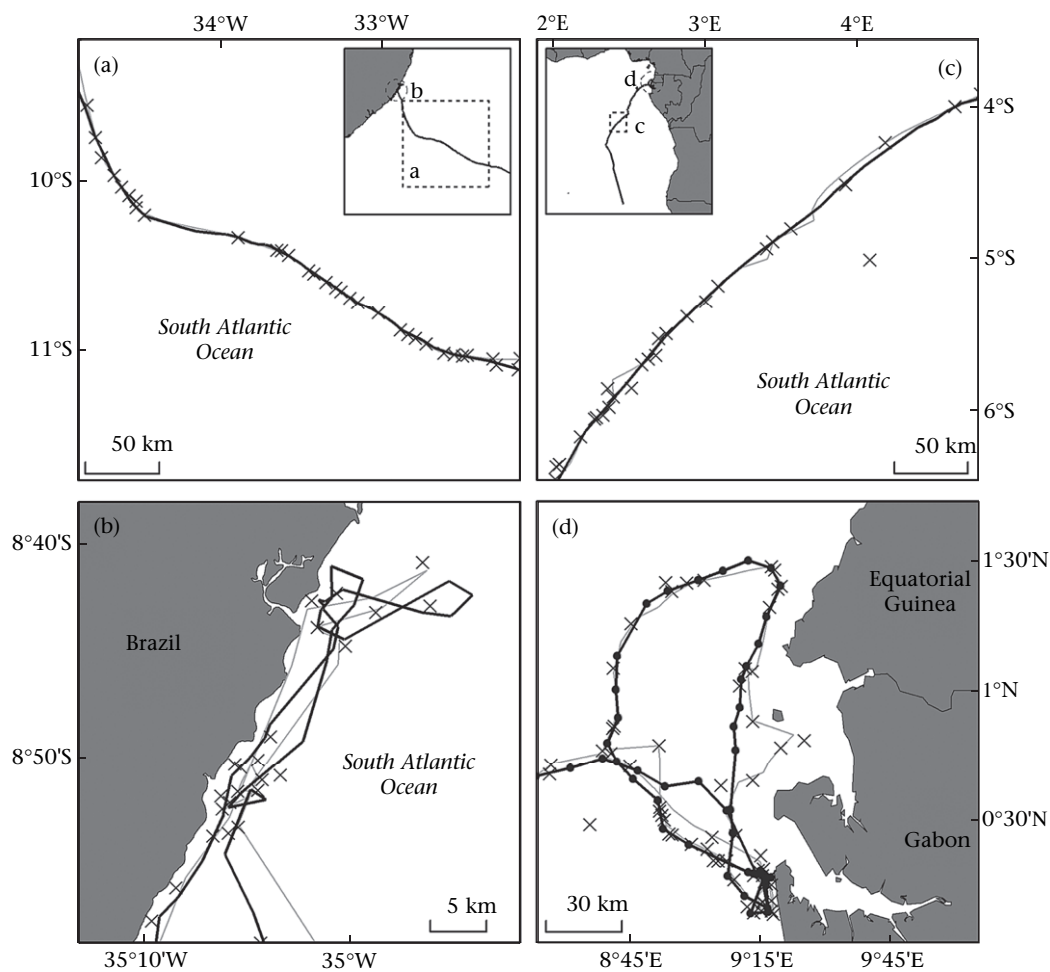 34°W
33°W
2°E
3°E
4°E
(a)
b
a
10°S
11°S
South Atlantic
Ocean
50 km
(c)
d
c
4°S
5°S
6°S
South Atlantic
Ocean
50 km
(b)
8°40'S
8°50'S
Brazil
South Atlantic
Ocean
5 km
35°10'W
35°W
(d)
1°30'N
Equatorial
Guinea
1°N
0°30'N
Gabon
30 km
8°45'E
9°15'E
9°45'E